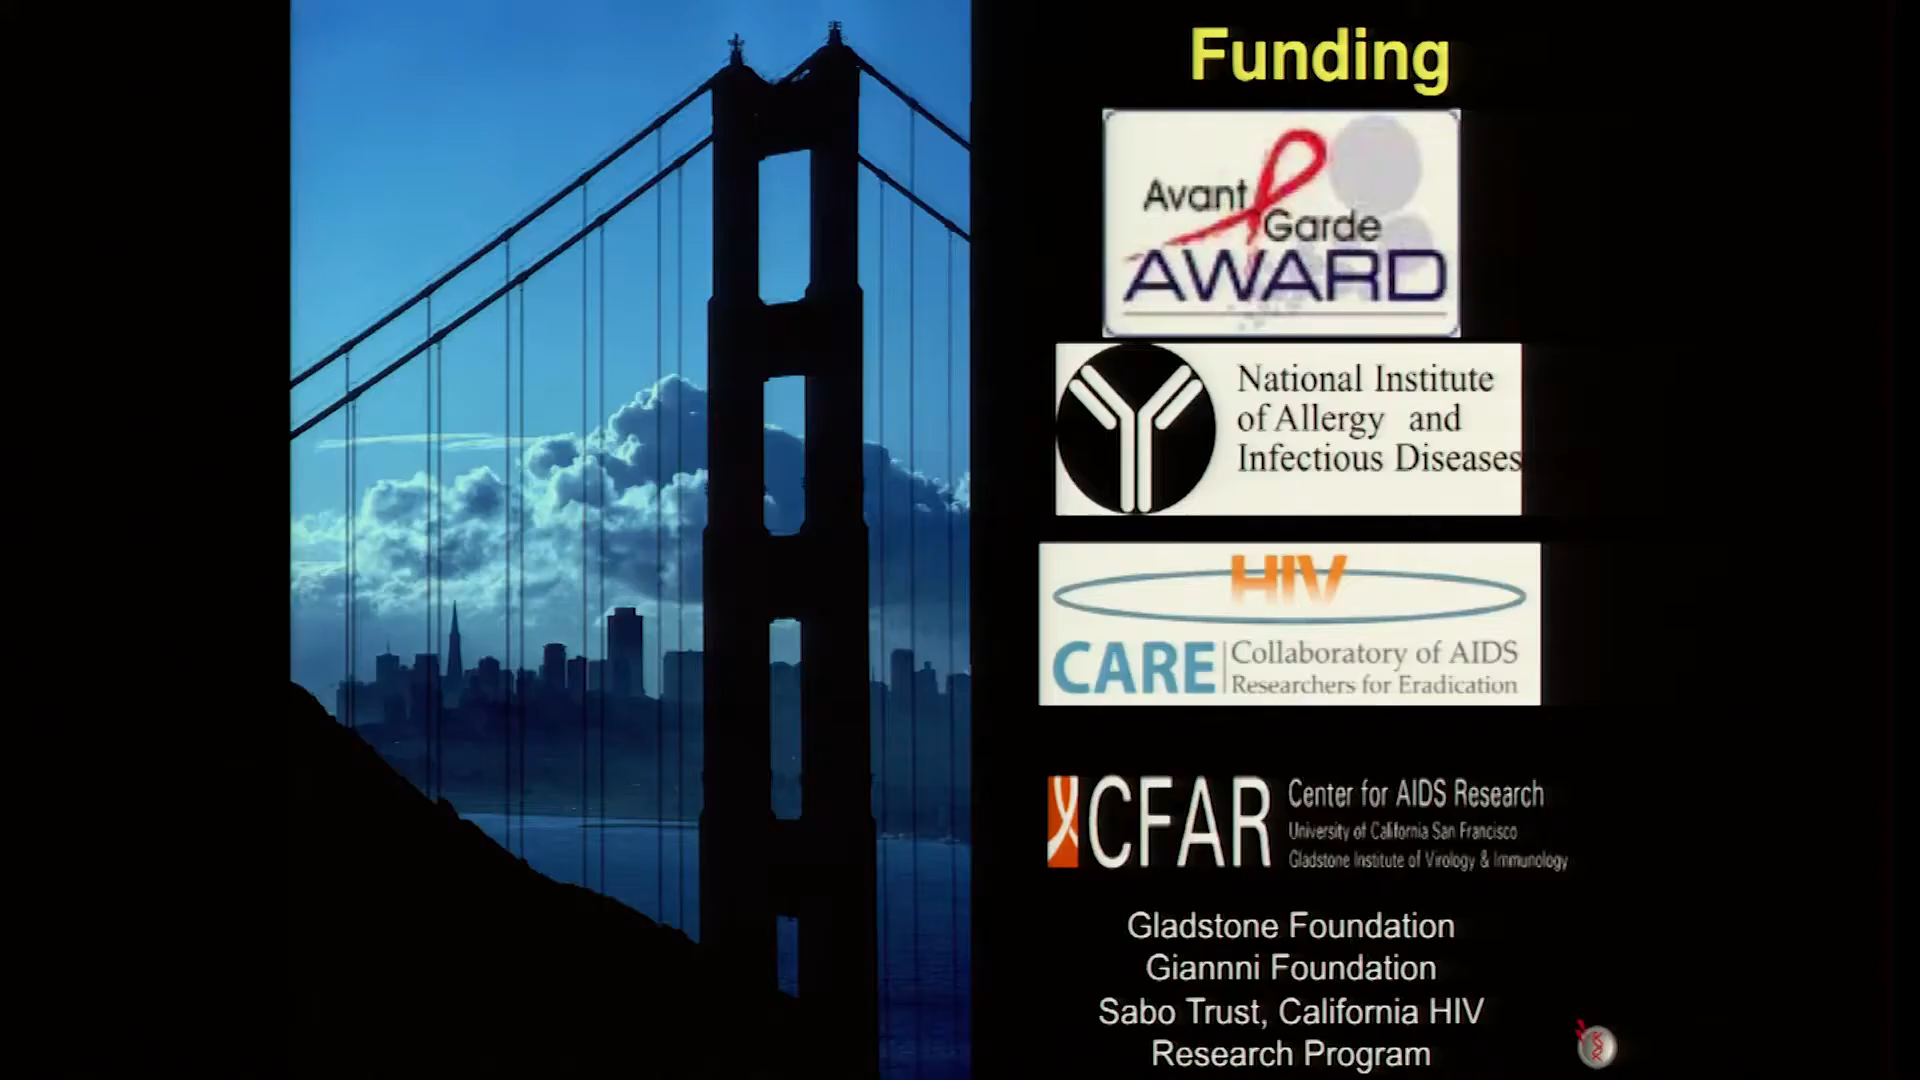 Funding
Avant
Garde
AWARD
National Institute
of Allergy and
Infectious Diseases
HIV
CARE
Collaboratory of AIDS
Researchers for Eradication
CFAR
Center for AIDS Research
University of California San Francisco
Gladstone Institute of Virology & Immunology
Gladstone Foundation
Giannni Foundation
Sabo Trust, California HIV
Research Program